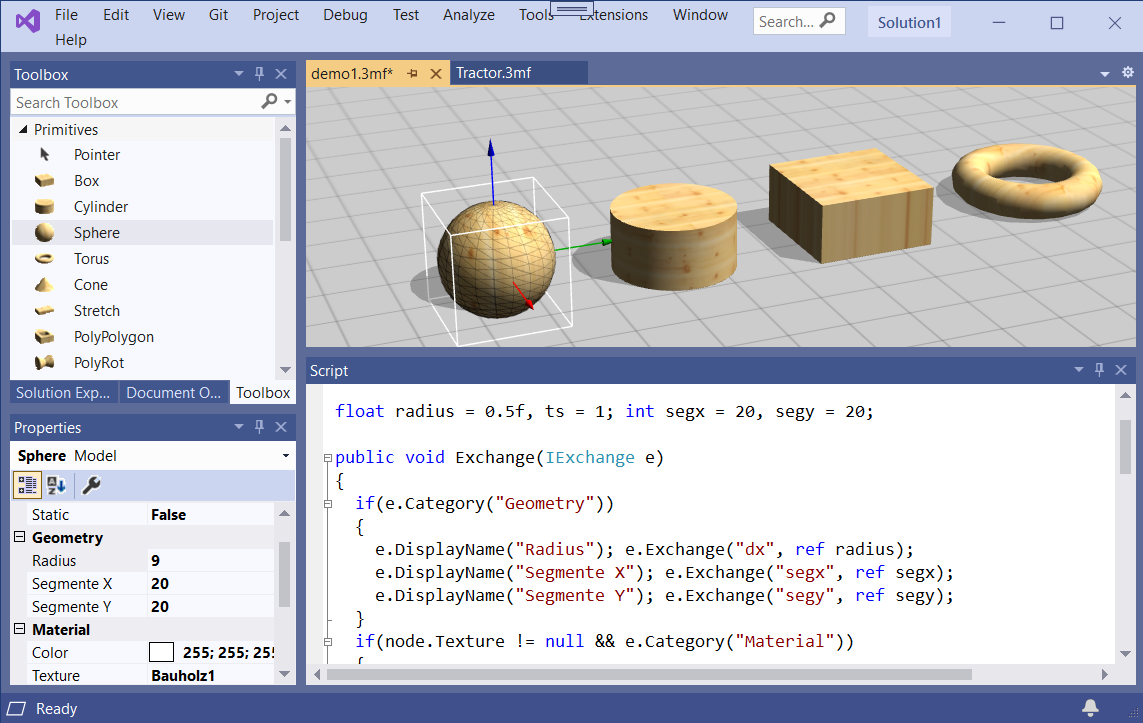 File Edit View Git Project Debug Test Analyze Tools Extensions Window Search... Solution1
Help
Toolbox
demo1.3mf* Tractor.3mf
Search Toolbox
Primitives
Pointer
Box
Cylinder
Sphere
Torus
Cone
Stretch
PolyPolygon
PolyRot
Solution Exp... Document O... Toolbox
Properties
Sphere Model
Static False
Geometry
Radius 9
Segmente X 20
Segmente Y 20
Material
Color 255; 255; 25
Texture Bauholz1
Script
float radius = 0.5f, ts = 1; int segx = 20, segy = 20;
public void Exchange(IExchange e)
{
if(e.Category("Geometry"))
{
e.DisplayName("Radius"); e.Exchange("dx", ref radius);
e.DisplayName("Segmente X"); e.Exchange("segx", ref segx);
e.DisplayName("Segmente Y"); e.Exchange("segy", ref segy);
}
if(node.Texture != null && e.Category("Material"))
{
Ready